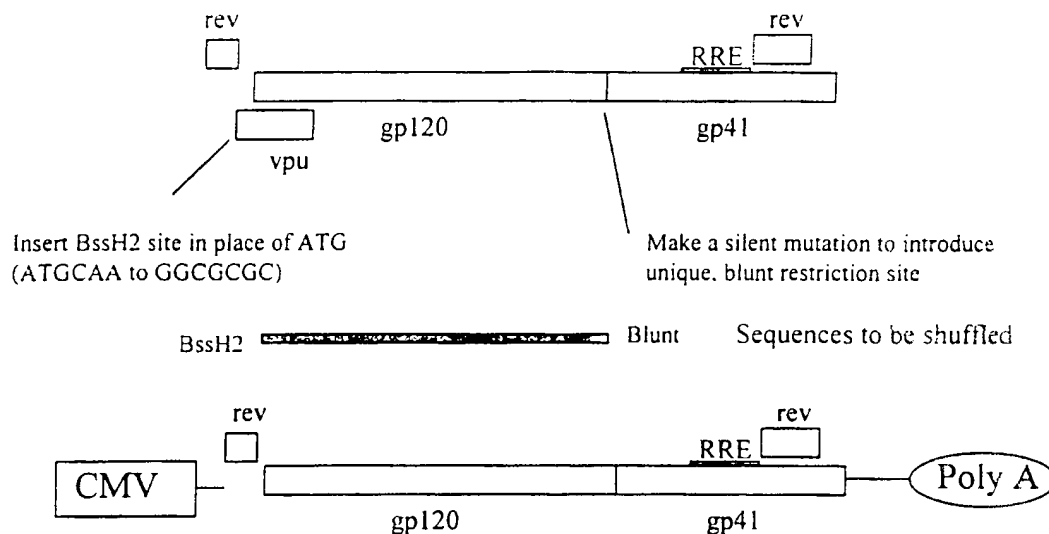 rev
rev
RRE
gp120
gp41
vpu
Insert BssH2 site in place of ATG
(ATGCAA to GGCGCGC)
Make a silent mutation to introduce
unique, blunt restriction site
BssH2
Blunt
Sequences to be shuffled
rev
rev
RRE
CMV
Poly A
gp120
gp41